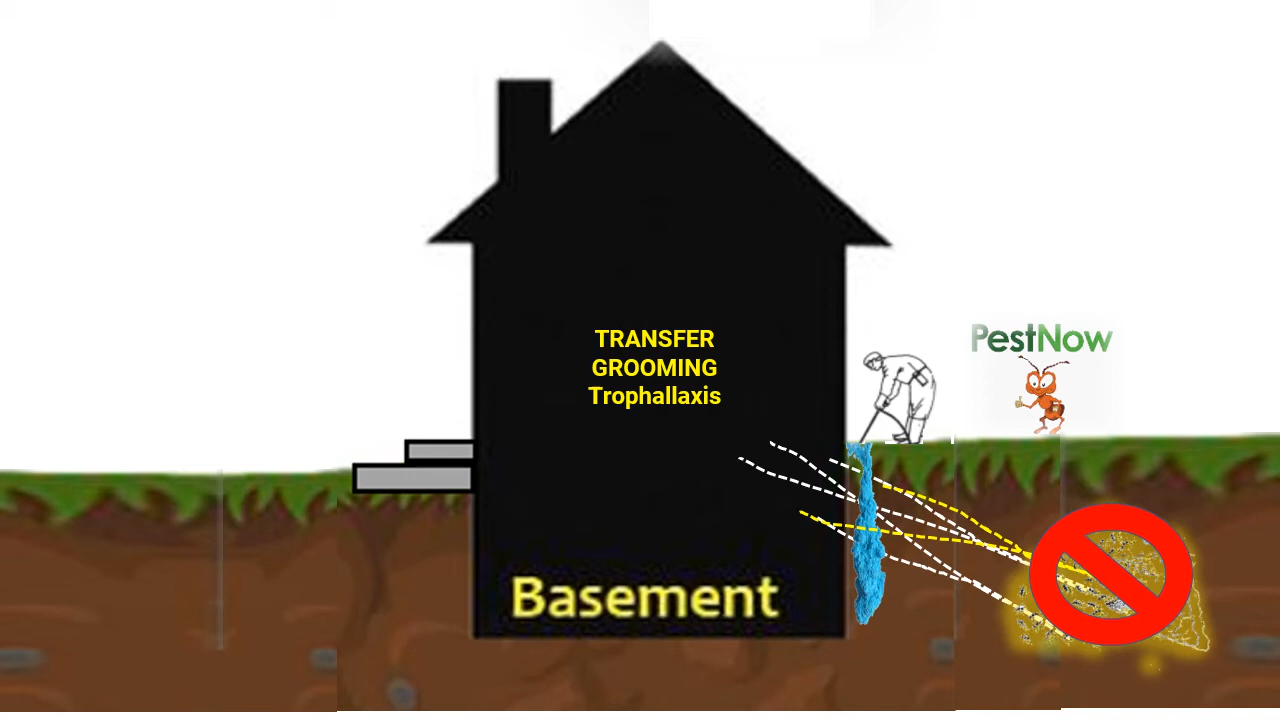 TRANSFER
GROOMING
Trophallaxis
PestNow
Basement